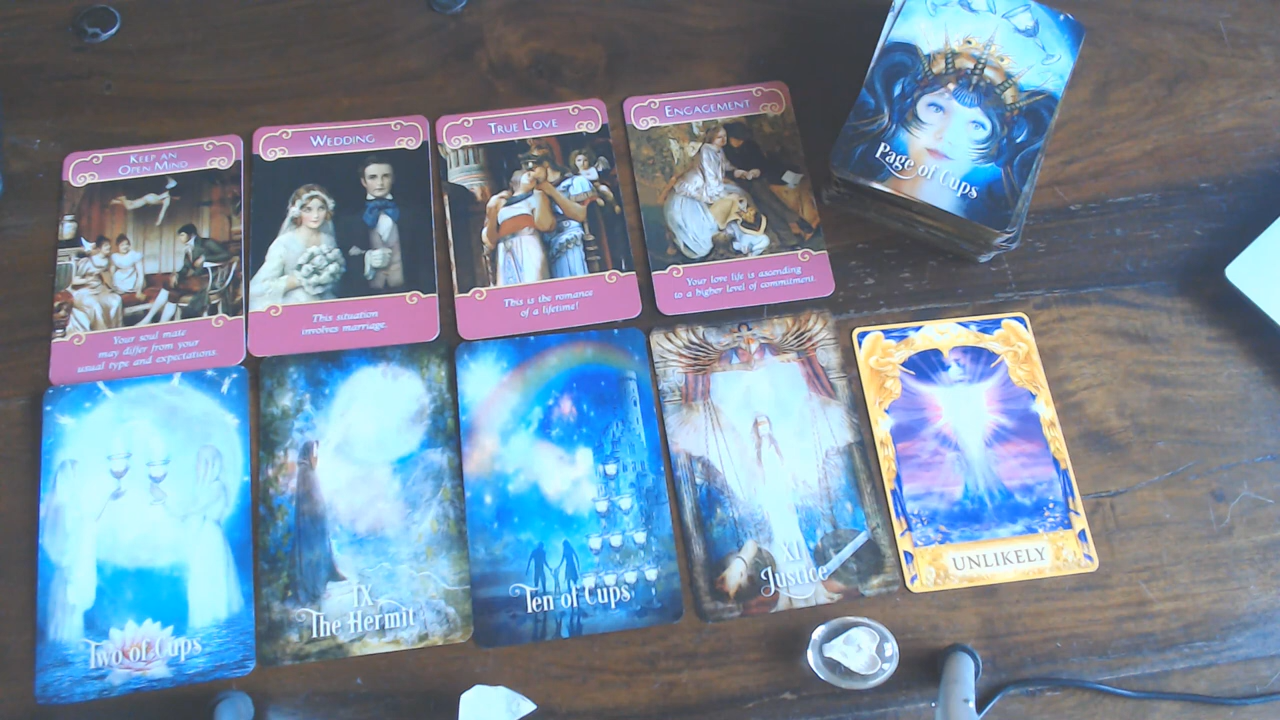 KEEP AN
OPEN MIND
Your soul mate
may differ from your
usual type and expectations.
WEDDING
This situation
involves marriage.
TRUE LOVE
This is the romance
of a lifetime!
ENGAGEMENT
Your love life is ascending
to a higher level of commitment.
Page of Cups
Two of Cups
IX
The Hermit
Ten of Cups
XI
Justice
UNLIKELY